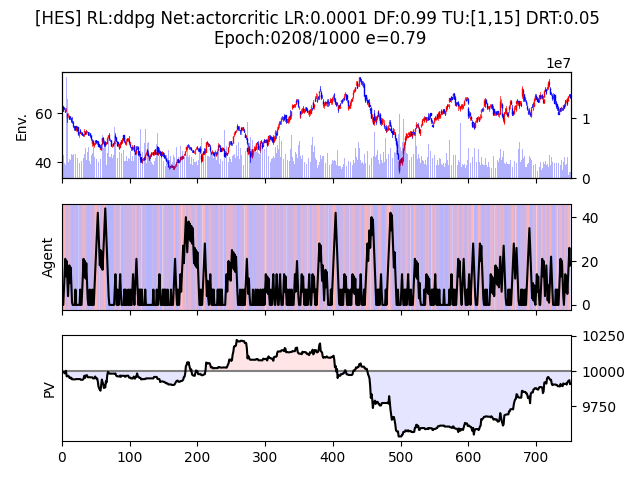 [HES] RL:ddpg Net:actorcritic LR:0.0001 DF:0.99 TU:[1,15] DRT:0.05
Epoch:0208/1000 e=0.79
1e7
Env.
60
40
1
0
Agent
40
20
0
PV
10250
10000
9750
0 100 200 300 400 500 600 700